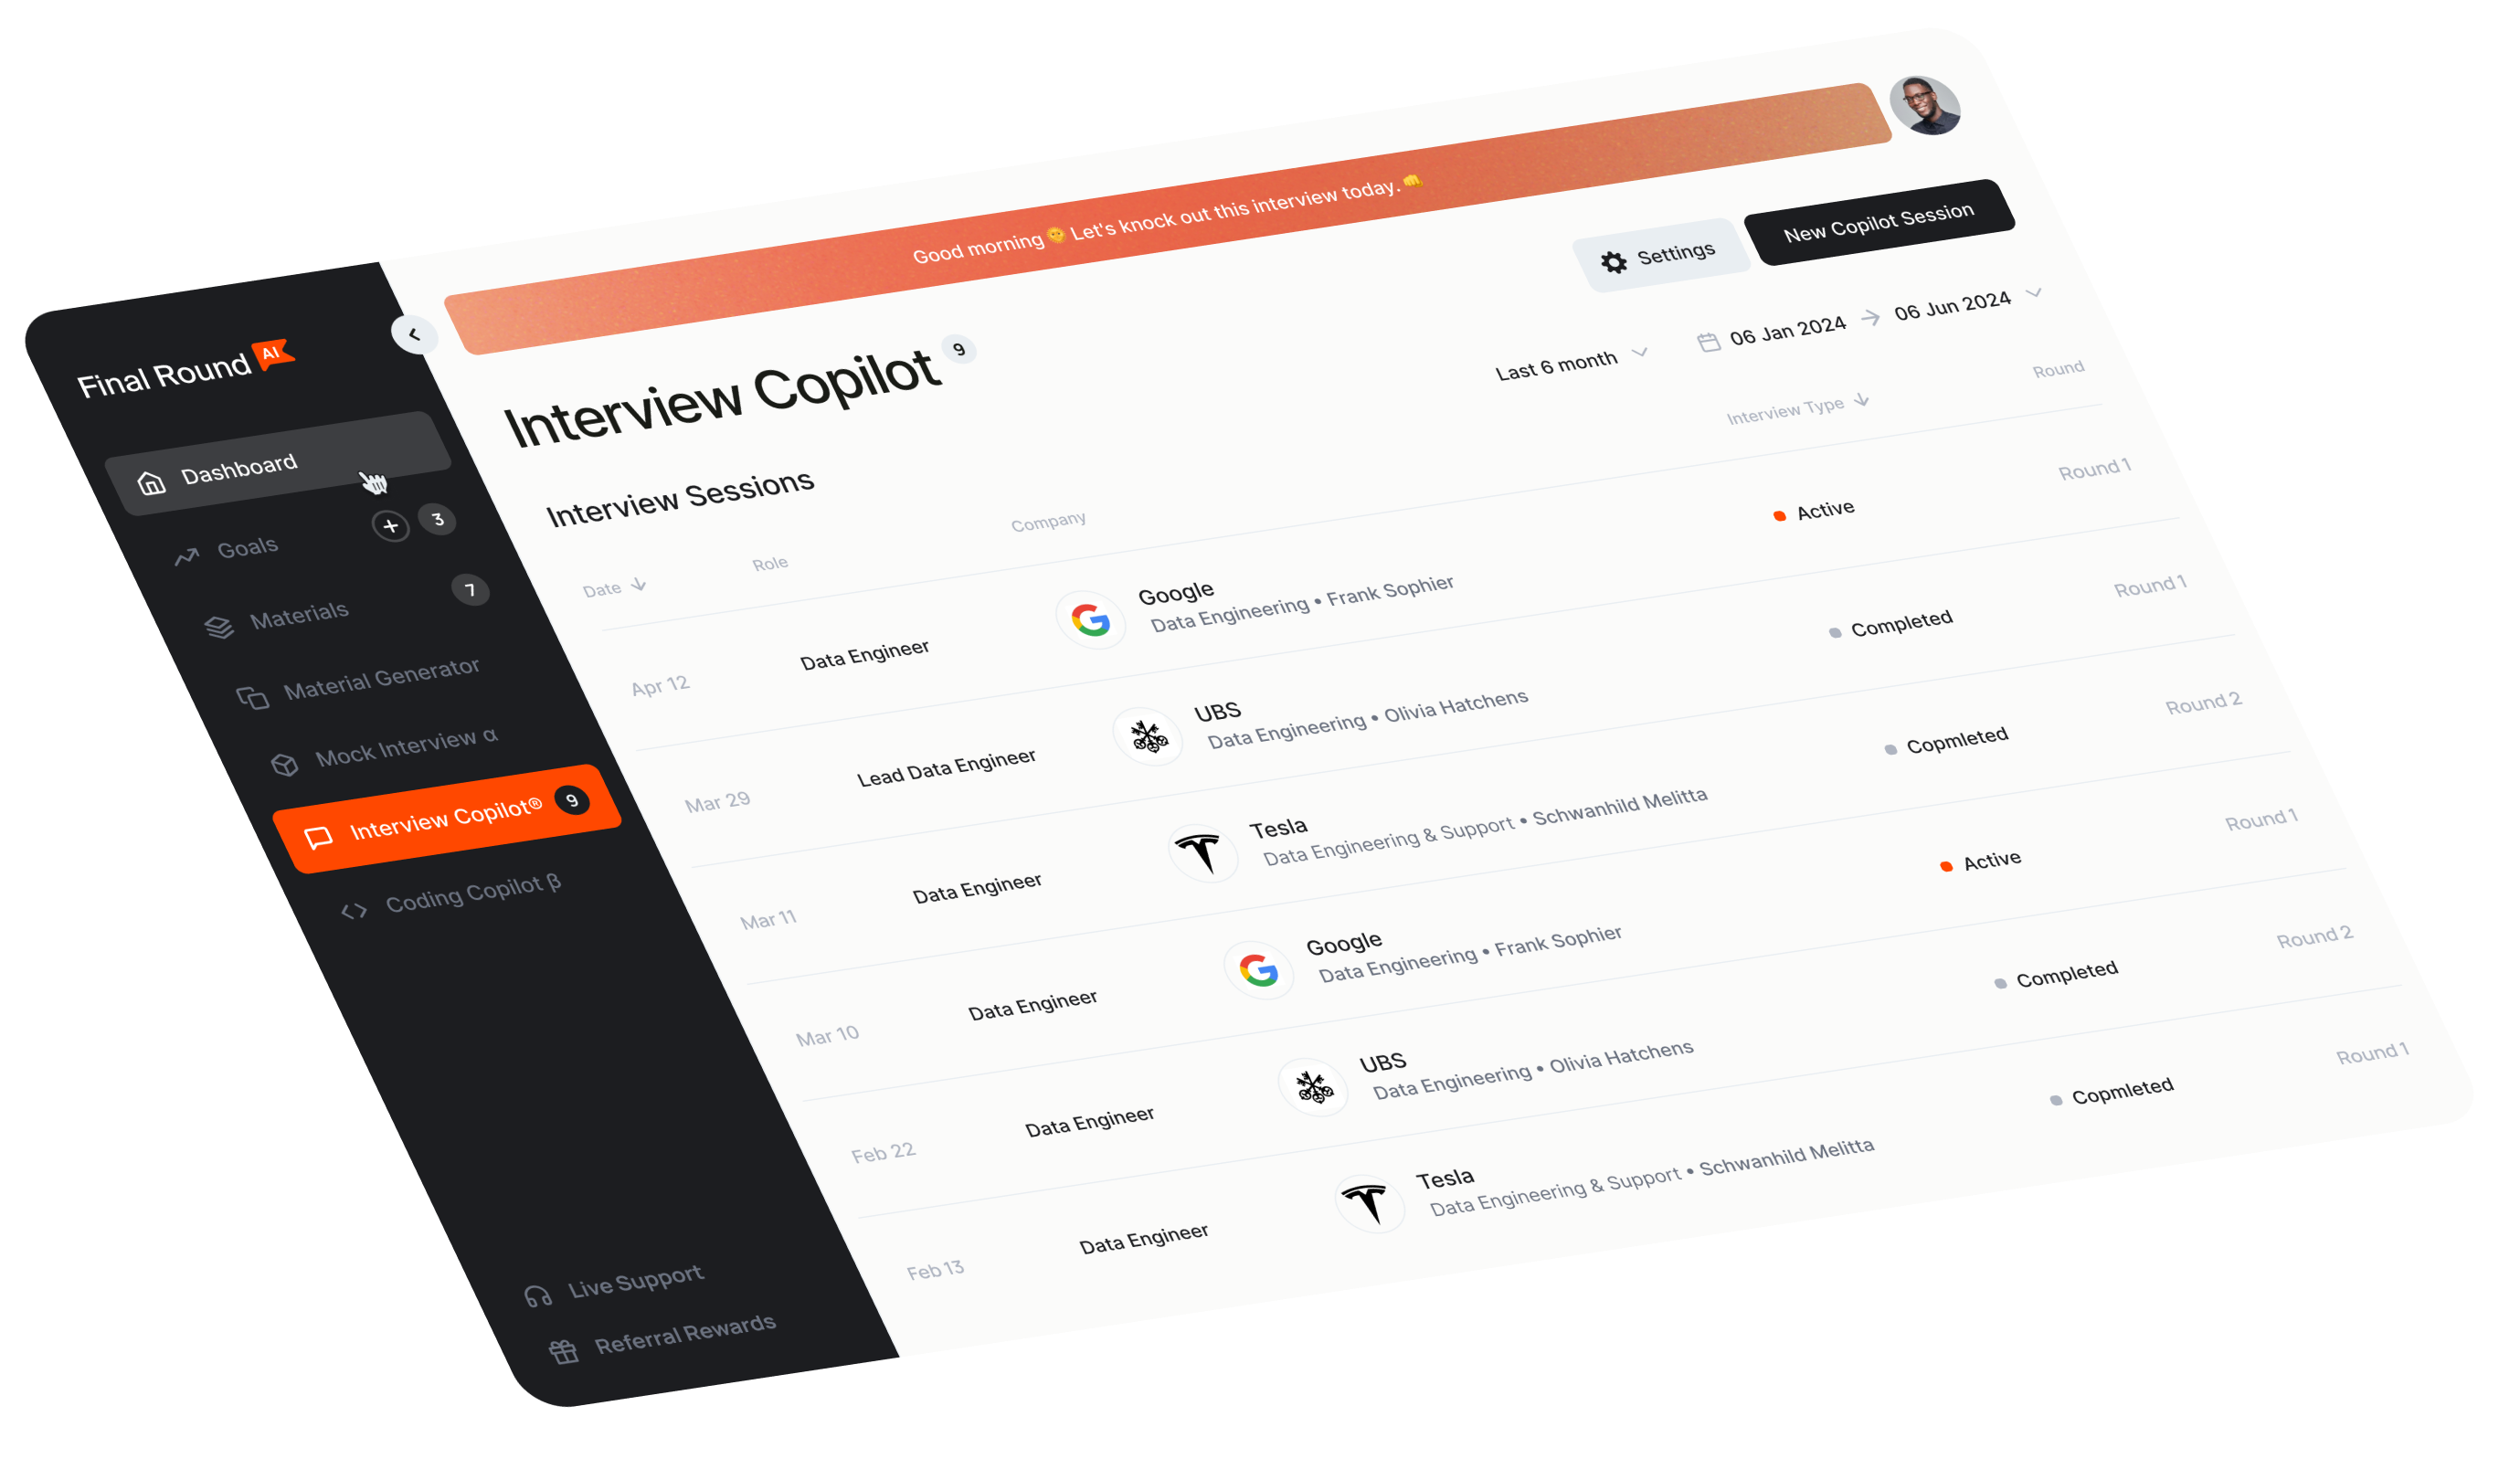 Final Round AI
Dashboard
Goals
3
Materials
7
Material Generator
Mock Interview α
Interview Copilot®
9
Coding Copilot β
Live Support
Referral Rewards
Good morning 🫡 Let's knock out this interview today. 👊
Settings
New Copilot Session
Interview Copilot 9
Last 6 month
06 Jan 2024 → 06 Jun 2024
Interview Sessions
Date ↓ Role Company Interview Type ↓ Round
Apr 12 Data Engineer Google Active Round 1
Data Engineering • Frank Sophier
Mar 29 Lead Data Engineer UBS Completed Round 1
Data Engineering • Olivia Hatchens
Mar 11 Data Engineer Tesla Copmleted Round 2
Data Engineering & Support • Schwanhild Melitta
Mar 10 Data Engineer Google Active Round 1
Data Engineering • Frank Sophier
Feb 22 Data Engineer UBS Completed Round 2
Data Engineering • Olivia Hatchens
Feb 13 Data Engineer Tesla Copmleted Round 1
Data Engineering & Support • Schwanhild Melitta